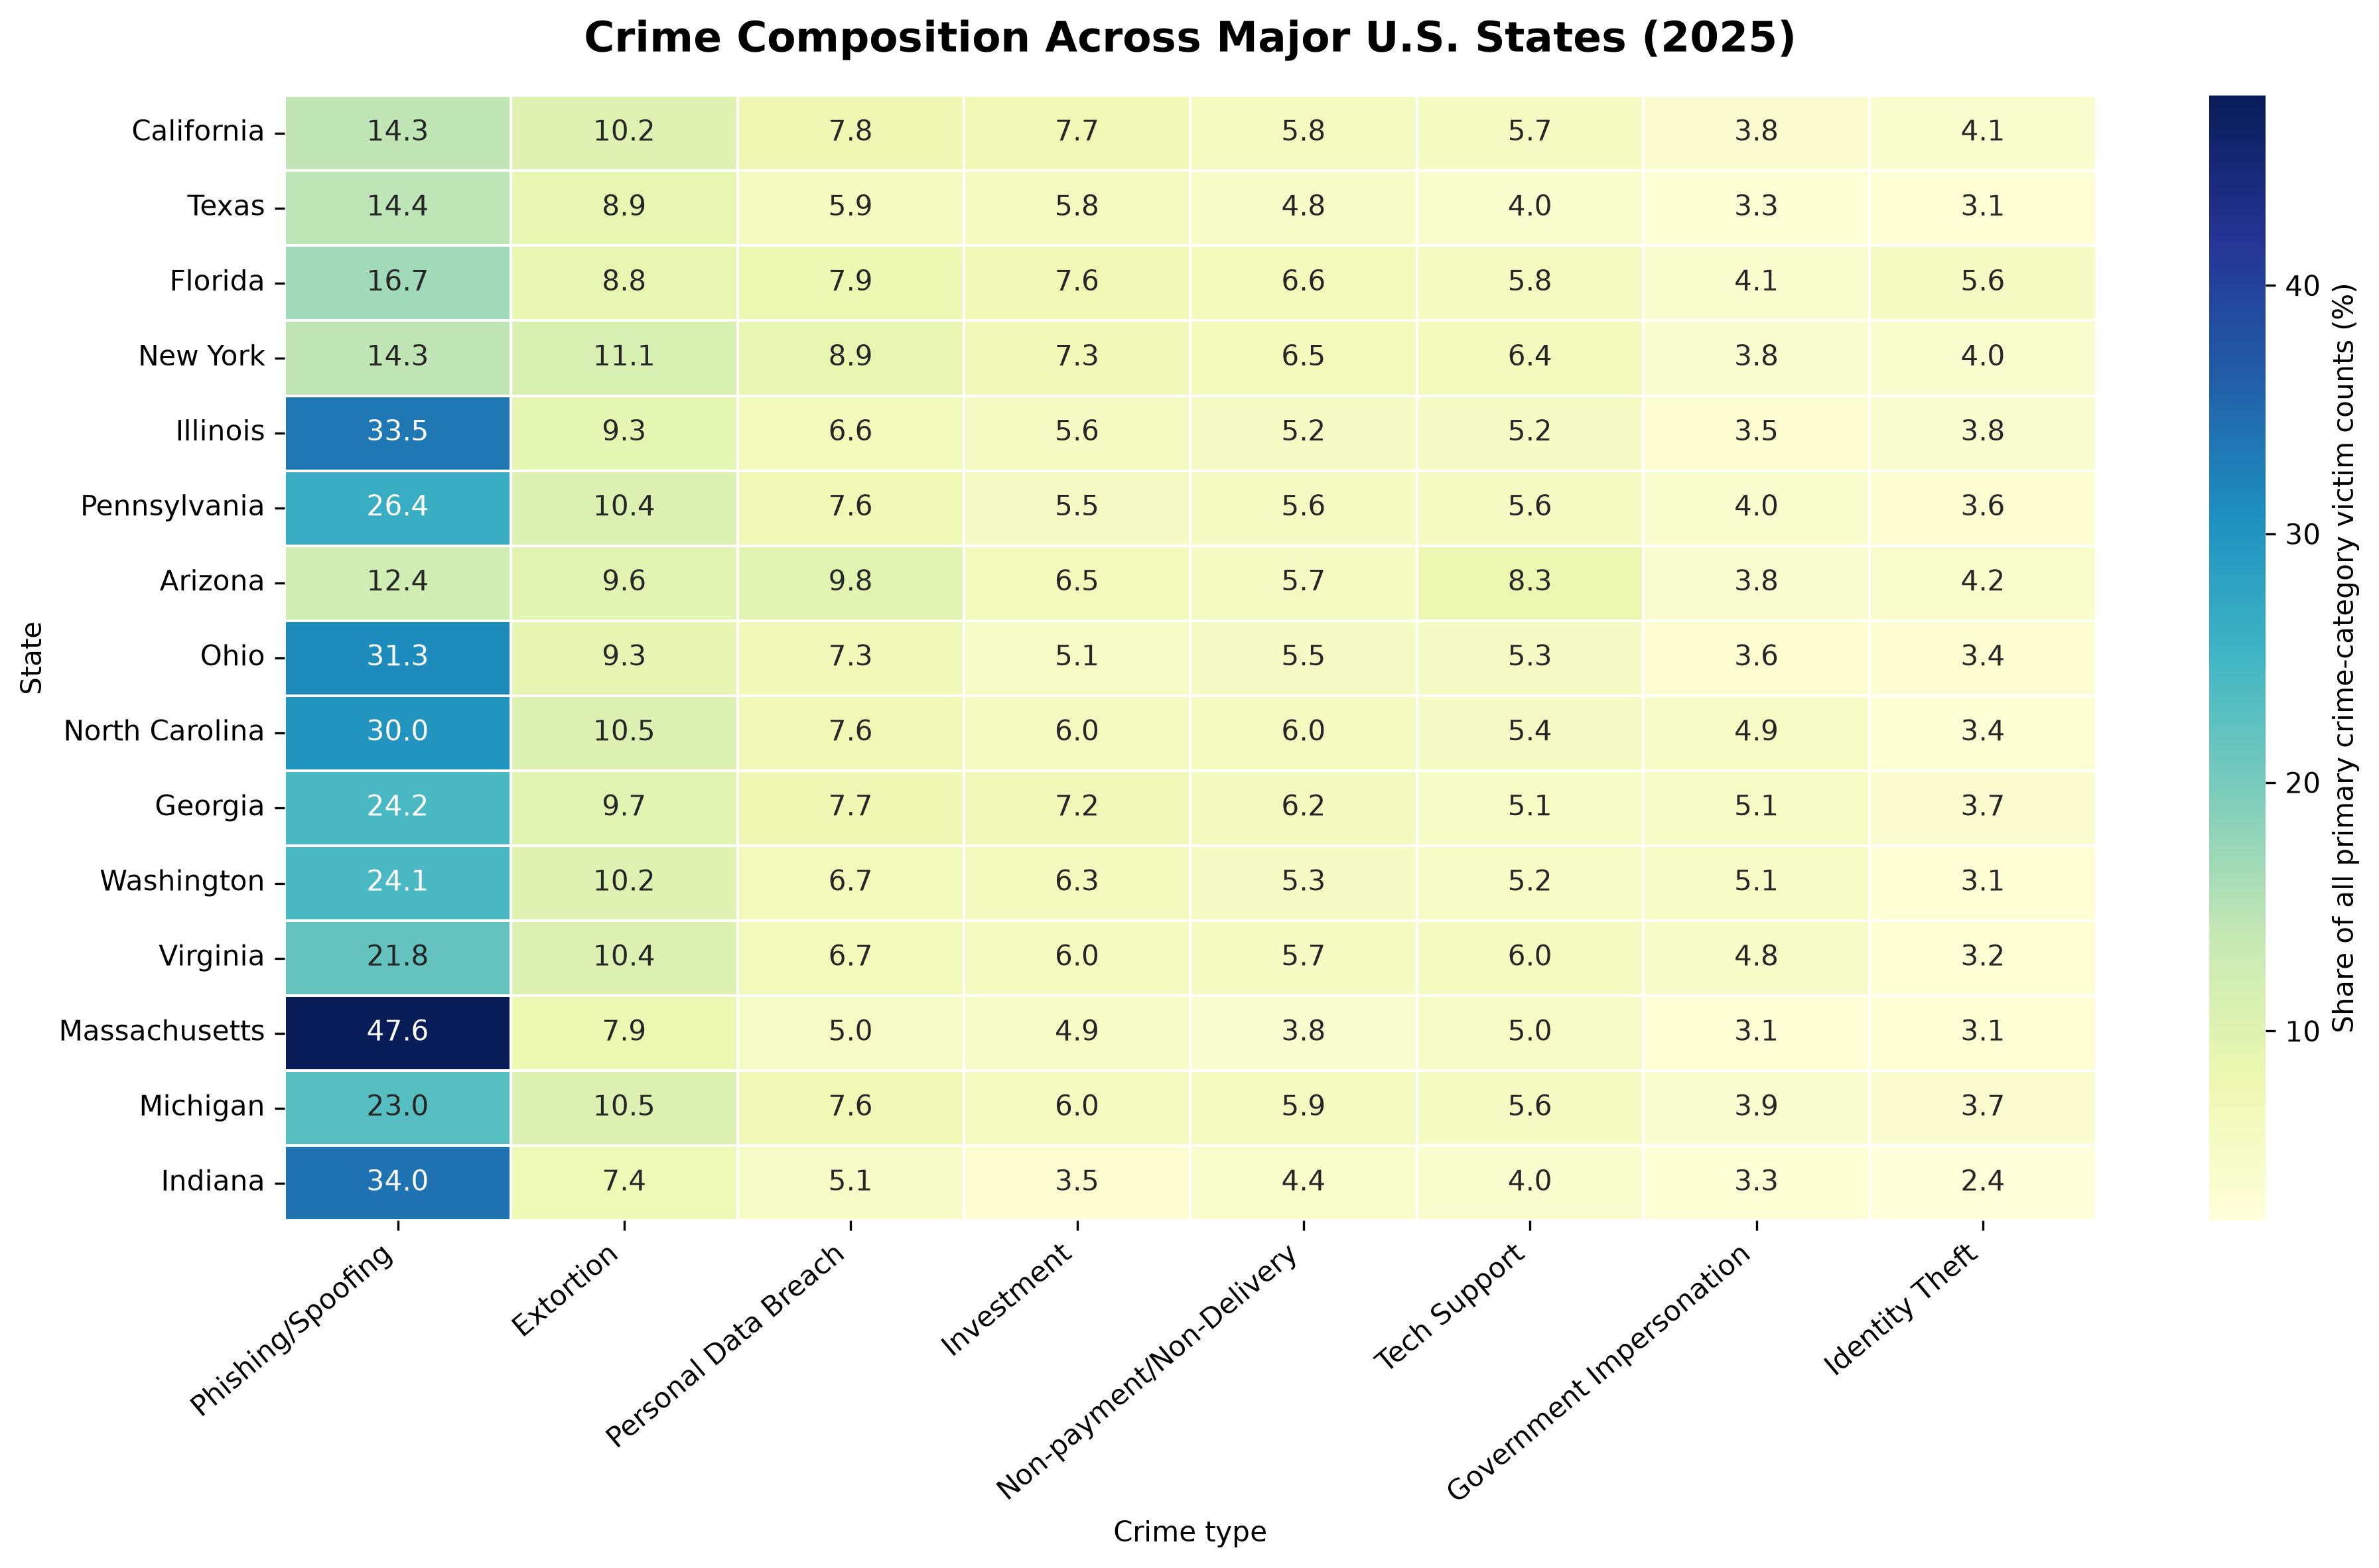 Crime Composition Across Major U.S. States (2025)
California 14.3 10.2 7.8 7.7 5.8 5.7 3.8 4.1
Texas 14.4 8.9 5.9 5.8 4.8 4.0 3.3 3.1
Florida 16.7 8.8 7.9 7.6 6.6 5.8 4.1 5.6
New York 14.3 11.1 8.9 7.3 6.5 6.4 3.8 4.0
Illinois 33.5 9.3 6.6 5.6 5.2 5.2 3.5 3.8
Pennsylvania 26.4 10.4 7.6 5.5 5.6 5.6 4.0 3.6
Arizona 12.4 9.6 9.8 6.5 5.7 8.3 3.8 4.2
Ohio 31.3 9.3 7.3 5.1 5.5 5.3 3.6 3.4
North Carolina 30.0 10.5 7.6 6.0 6.0 5.4 4.9 3.4
Georgia 24.2 9.7 7.7 7.2 6.2 5.1 5.1 3.7
Washington 24.1 10.2 6.7 6.3 5.3 5.2 5.1 3.1
Virginia 21.8 10.4 6.7 6.0 5.7 6.0 4.8 3.2
Massachusetts 47.6 7.9 5.0 4.9 3.8 5.0 3.1 3.1
Michigan 23.0 10.5 7.6 6.0 5.9 5.6 3.9 3.7
Indiana 34.0 7.4 5.1 3.5 4.4 4.0 3.3 2.4
State
Phishing/Spoofing
Extortion
Personal Data Breach
Investment
Non-payment/Non-Delivery
Tech Support
Government Impersonation
Identity Theft
Crime type
40
30
20
10
Share of all primary crime-category victim counts (%)